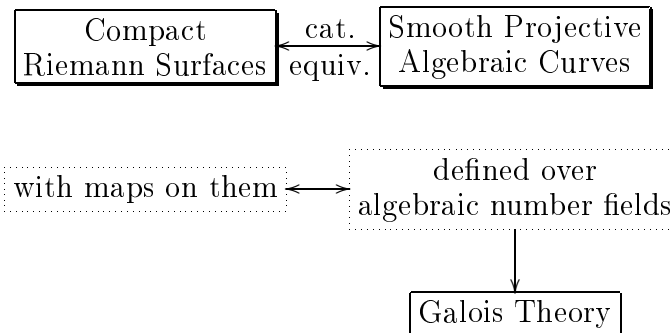 Compact
Riemann Surfaces
cat.
equiv.
Smooth Projective
Algebraic Curves
with maps on them
defined over
algebraic number fields
Galois Theory